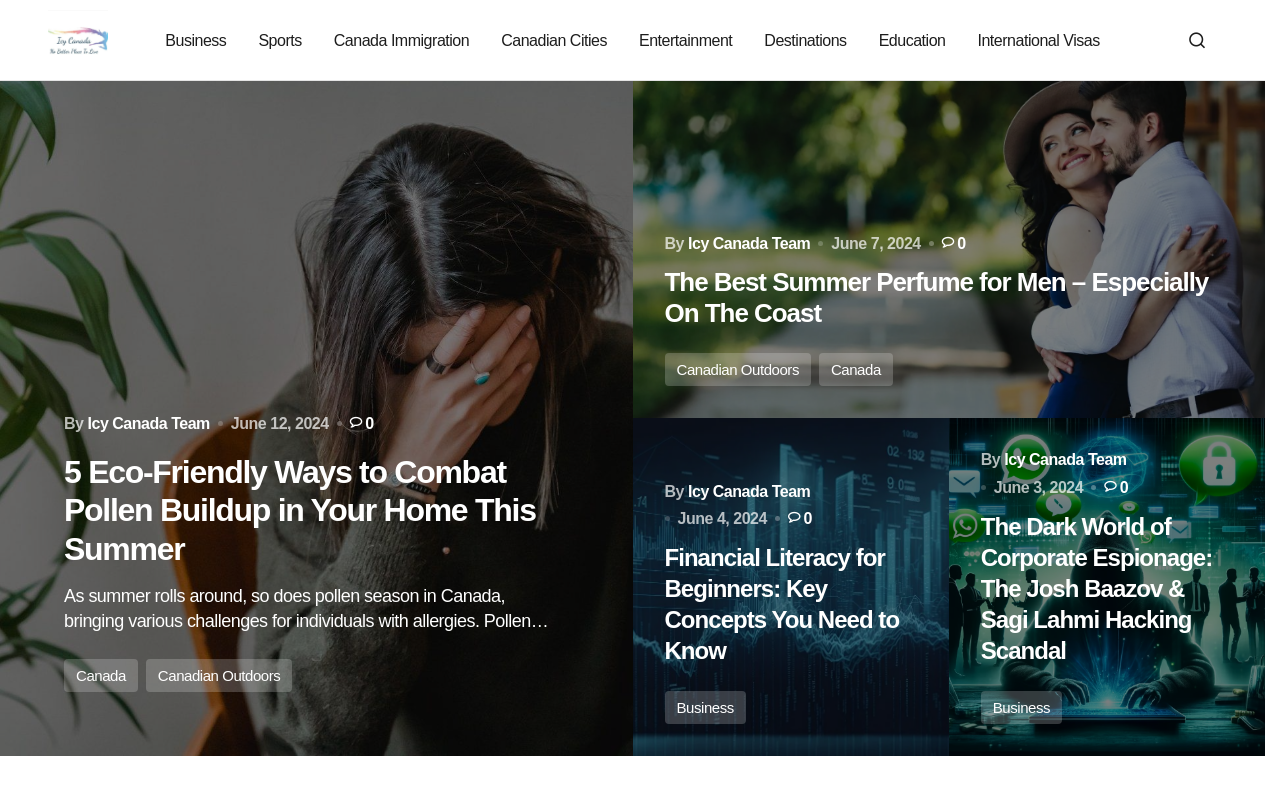 Icy Canada
The Better Place To Live
Business
Sports
Canada Immigration
Canadian Cities
Entertainment
Destinations
Education
International Visas
By Icy Canada Team
June 12, 2024
0
5 Eco-Friendly Ways to Combat
Pollen Buildup in Your Home This
Summer
As summer rolls around, so does pollen season in Canada,
bringing various challenges for individuals with allergies. Pollen…
Canada
Canadian Outdoors
By Icy Canada Team
June 7, 2024
0
The Best Summer Perfume for Men – Especially
On The Coast
Canadian Outdoors
Canada
By Icy Canada Team
June 4, 2024
0
Financial Literacy for
Beginners: Key
Concepts You Need to
Know
Business
By Icy Canada Team
June 3, 2024
0
The Dark World of
Corporate Espionage:
The Josh Baazov &
Sagi Lahmi Hacking
Scandal
Business